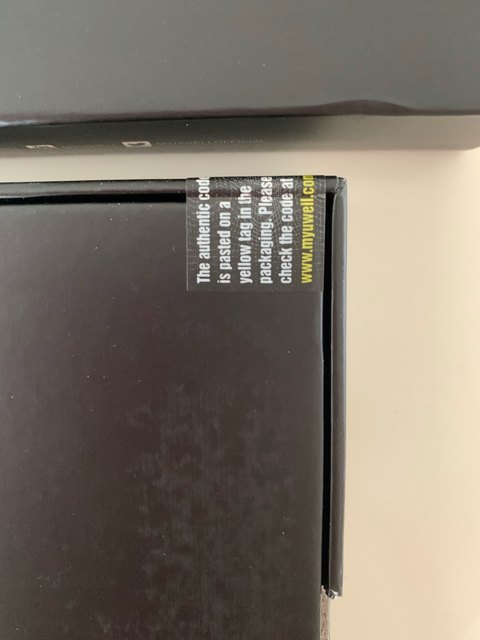 The authentic code
is pasted on a
yellow tag in the
packaging. Please
check the code at
www.myuwell.com